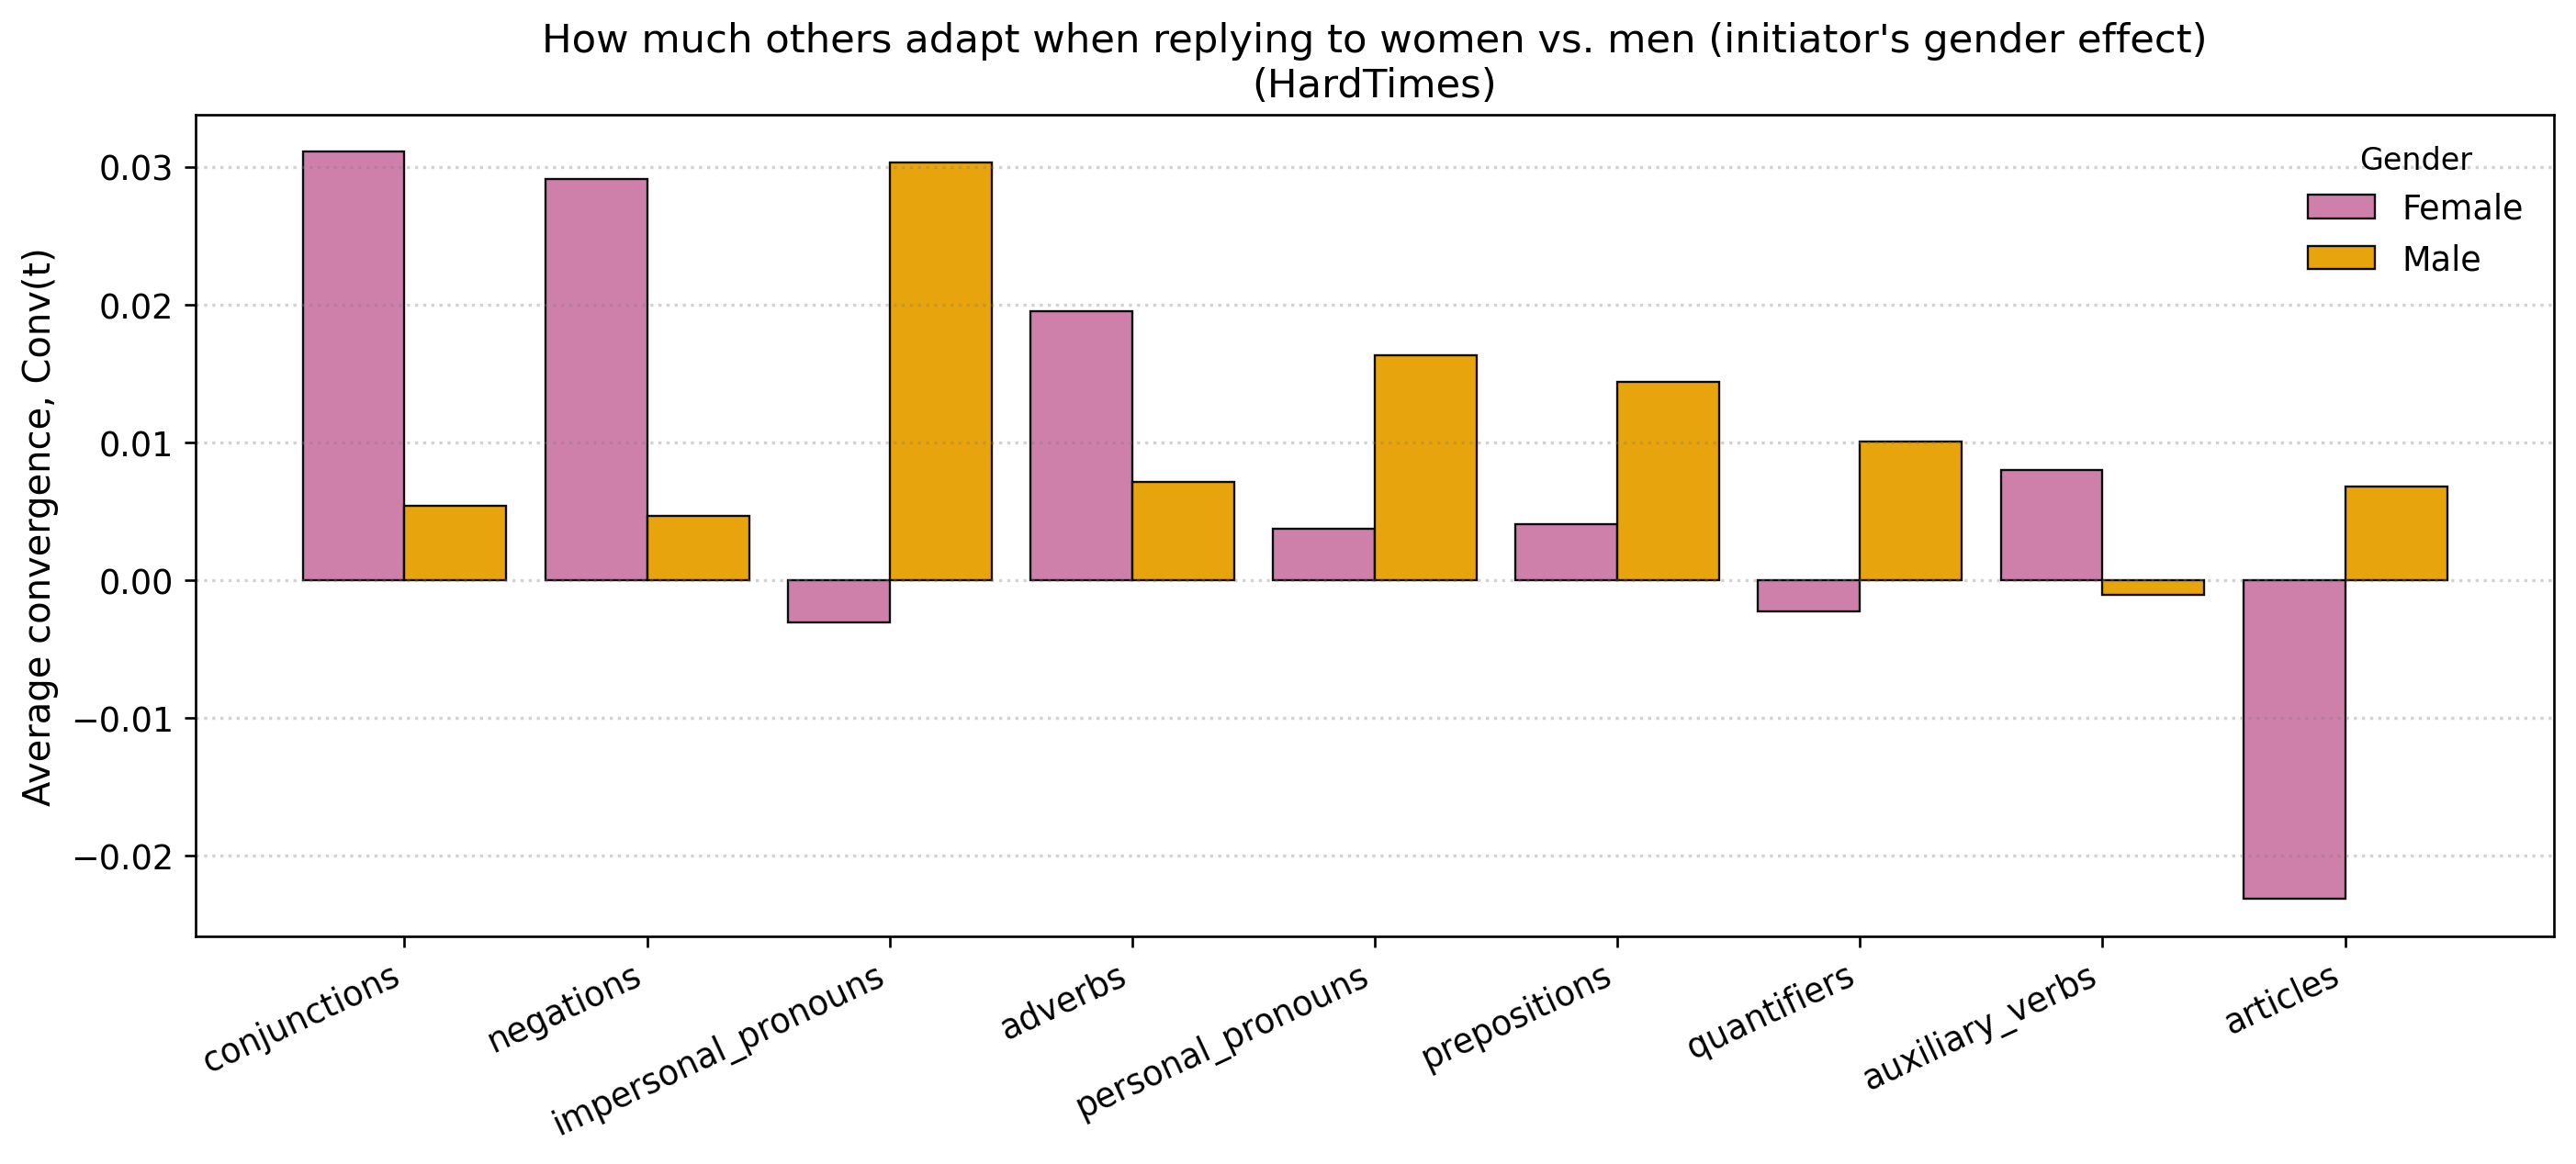 How much others adapt when replying to women vs. men (initiator's gender effect)
(HardTimes)
Average convergence, Conv(t)
0.03
0.02
0.01
0.00
−0.01
−0.02
Gender
Female
Male
conjunctions
negations
impersonal_pronouns
adverbs
personal_pronouns
prepositions
quantifiers
auxiliary_verbs
articles